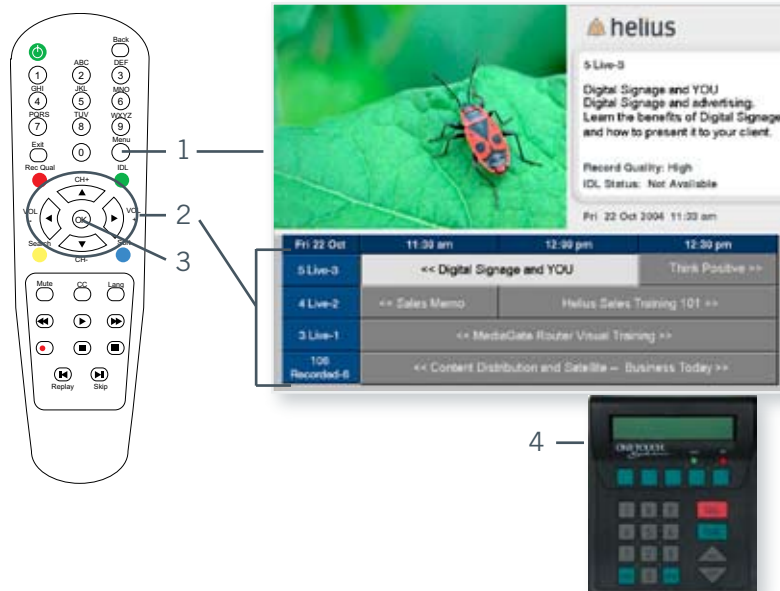 Back
ABC DEF
1 2 3
GHI JKL MNO
4 5 6
PQRS TUV WXYZ
7 8 9
Exit Menu
0
Rec Qual IDL
CH+
VOL - OK VOL +
Search Sort
CH-
Mute CC Lang
Replay Skip
1
2
3
4
helius
5 Live-3
Digital Signage and YOU
Digital Signage and advertising.
Learn the benefits of Digital Signage
and how to present it to your client.
Record Quality: High
IDL Status: Not Available
Fri 22 Oct 2004 11:33 am
Fri 22 Oct 11:30 am 12:00 pm 12:30 pm
5 Live-3 << Digital Signage and YOU Think Positive >>
4 Live-2 << Sales Memo Helius Sales Training 101 >>
3 Live-1 << MediaGate Router Visual Training >>
106 << Content Distribution and Satellite -- Business Today >>
Recorded-6
ONE TOUCH